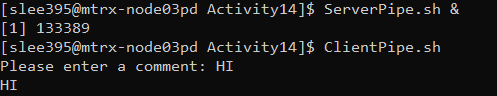 [slee395@mtrx-node03pd Activity14]$ ServerPipe.sh &
[1] 133389
[slee395@mtrx-node03pd Activity14]$ ClientPipe.sh
Please enter a comment: HI
HI